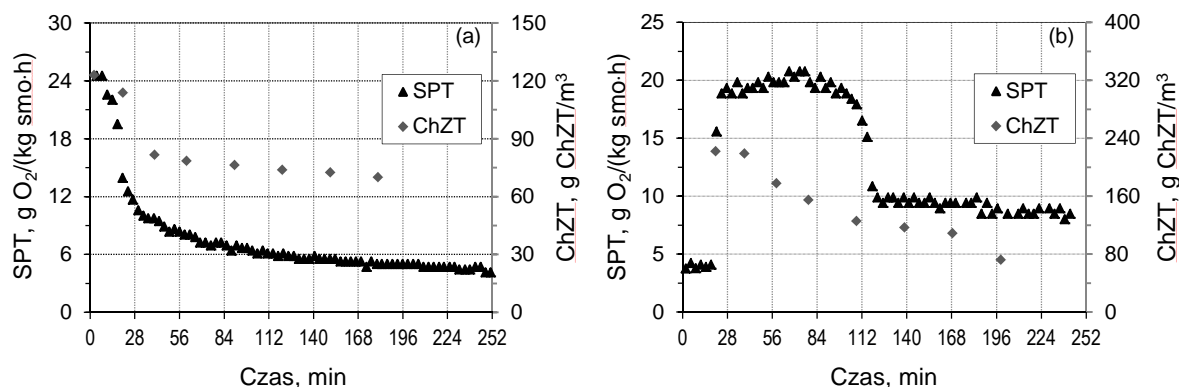 (a)
SPT, g O₂/(kg smo·h)
30
24
18
12
6
0
150
120
90
60
30
0
ChZT, g ChZT/m³
SPT
ChZT
0 28 56 84 112 140 168 196 224 252
Czas, min
(b)
SPT, g O₂/(kg smo·h)
25
20
15
10
5
0
400
320
240
160
80
0
ChZT, g ChZT/m³
SPT
ChZT
0 28 56 84 112 140 168 196 224 252
Czas, min